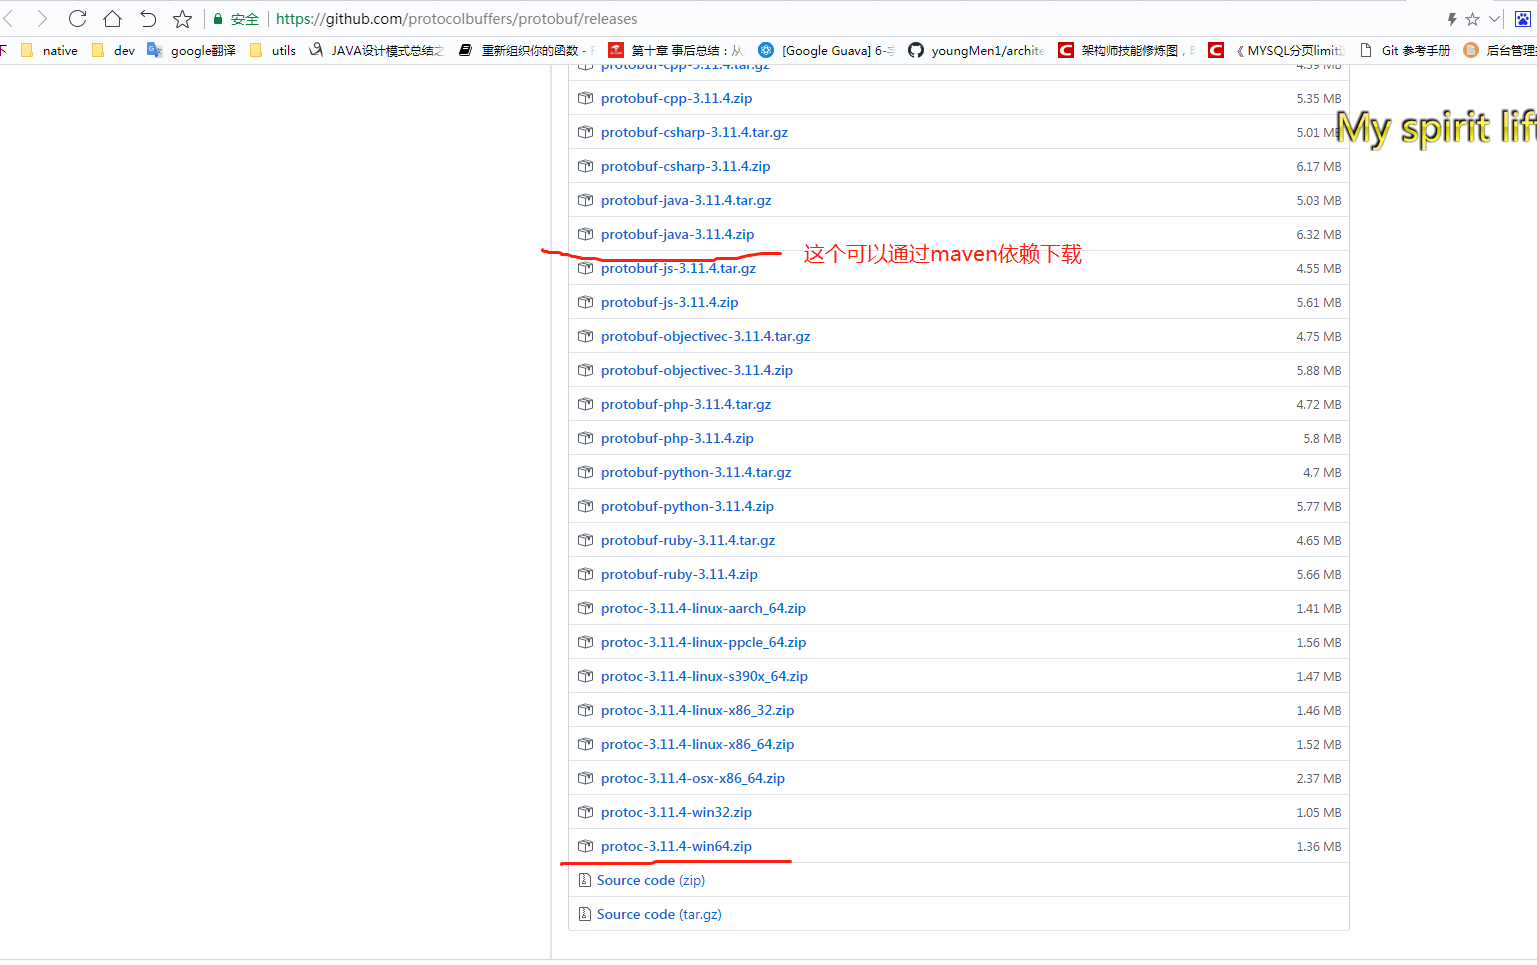 安全 https://github.com/protocolbuffers/protobuf/releases
下 native dev google翻译 utils JAVA设计模式总结之 重新组织你的函数 - 第十章 事后总结：从 [Google Guava] 6- youngMen1/archite 架构师技能修炼图， 《 MYSQL分页limit Git 参考手册 后台管理
protobuf-cpp-3.11.4.tar.gz 4.59 MB
protobuf-cpp-3.11.4.zip 5.35 MB
protobuf-csharp-3.11.4.tar.gz 5.01 MB
My spirit lift
protobuf-csharp-3.11.4.zip 6.17 MB
protobuf-java-3.11.4.tar.gz 5.03 MB
protobuf-java-3.11.4.zip 6.32 MB
这个可以通过maven依赖下载
protobuf-js-3.11.4.tar.gz 4.55 MB
protobuf-js-3.11.4.zip 5.61 MB
protobuf-objectivec-3.11.4.tar.gz 4.75 MB
protobuf-objectivec-3.11.4.zip 5.88 MB
protobuf-php-3.11.4.tar.gz 4.72 MB
protobuf-php-3.11.4.zip 5.8 MB
protobuf-python-3.11.4.tar.gz 4.7 MB
protobuf-python-3.11.4.zip 5.77 MB
protobuf-ruby-3.11.4.tar.gz 4.65 MB
protobuf-ruby-3.11.4.zip 5.66 MB
protoc-3.11.4-linux-aarch_64.zip 1.41 MB
protoc-3.11.4-linux-ppcle_64.zip 1.56 MB
protoc-3.11.4-linux-s390x_64.zip 1.47 MB
protoc-3.11.4-linux-x86_32.zip 1.46 MB
protoc-3.11.4-linux-x86_64.zip 1.52 MB
protoc-3.11.4-osx-x86_64.zip 2.37 MB
protoc-3.11.4-win32.zip 1.05 MB
protoc-3.11.4-win64.zip 1.36 MB
Source code (zip)
Source code (tar.gz)